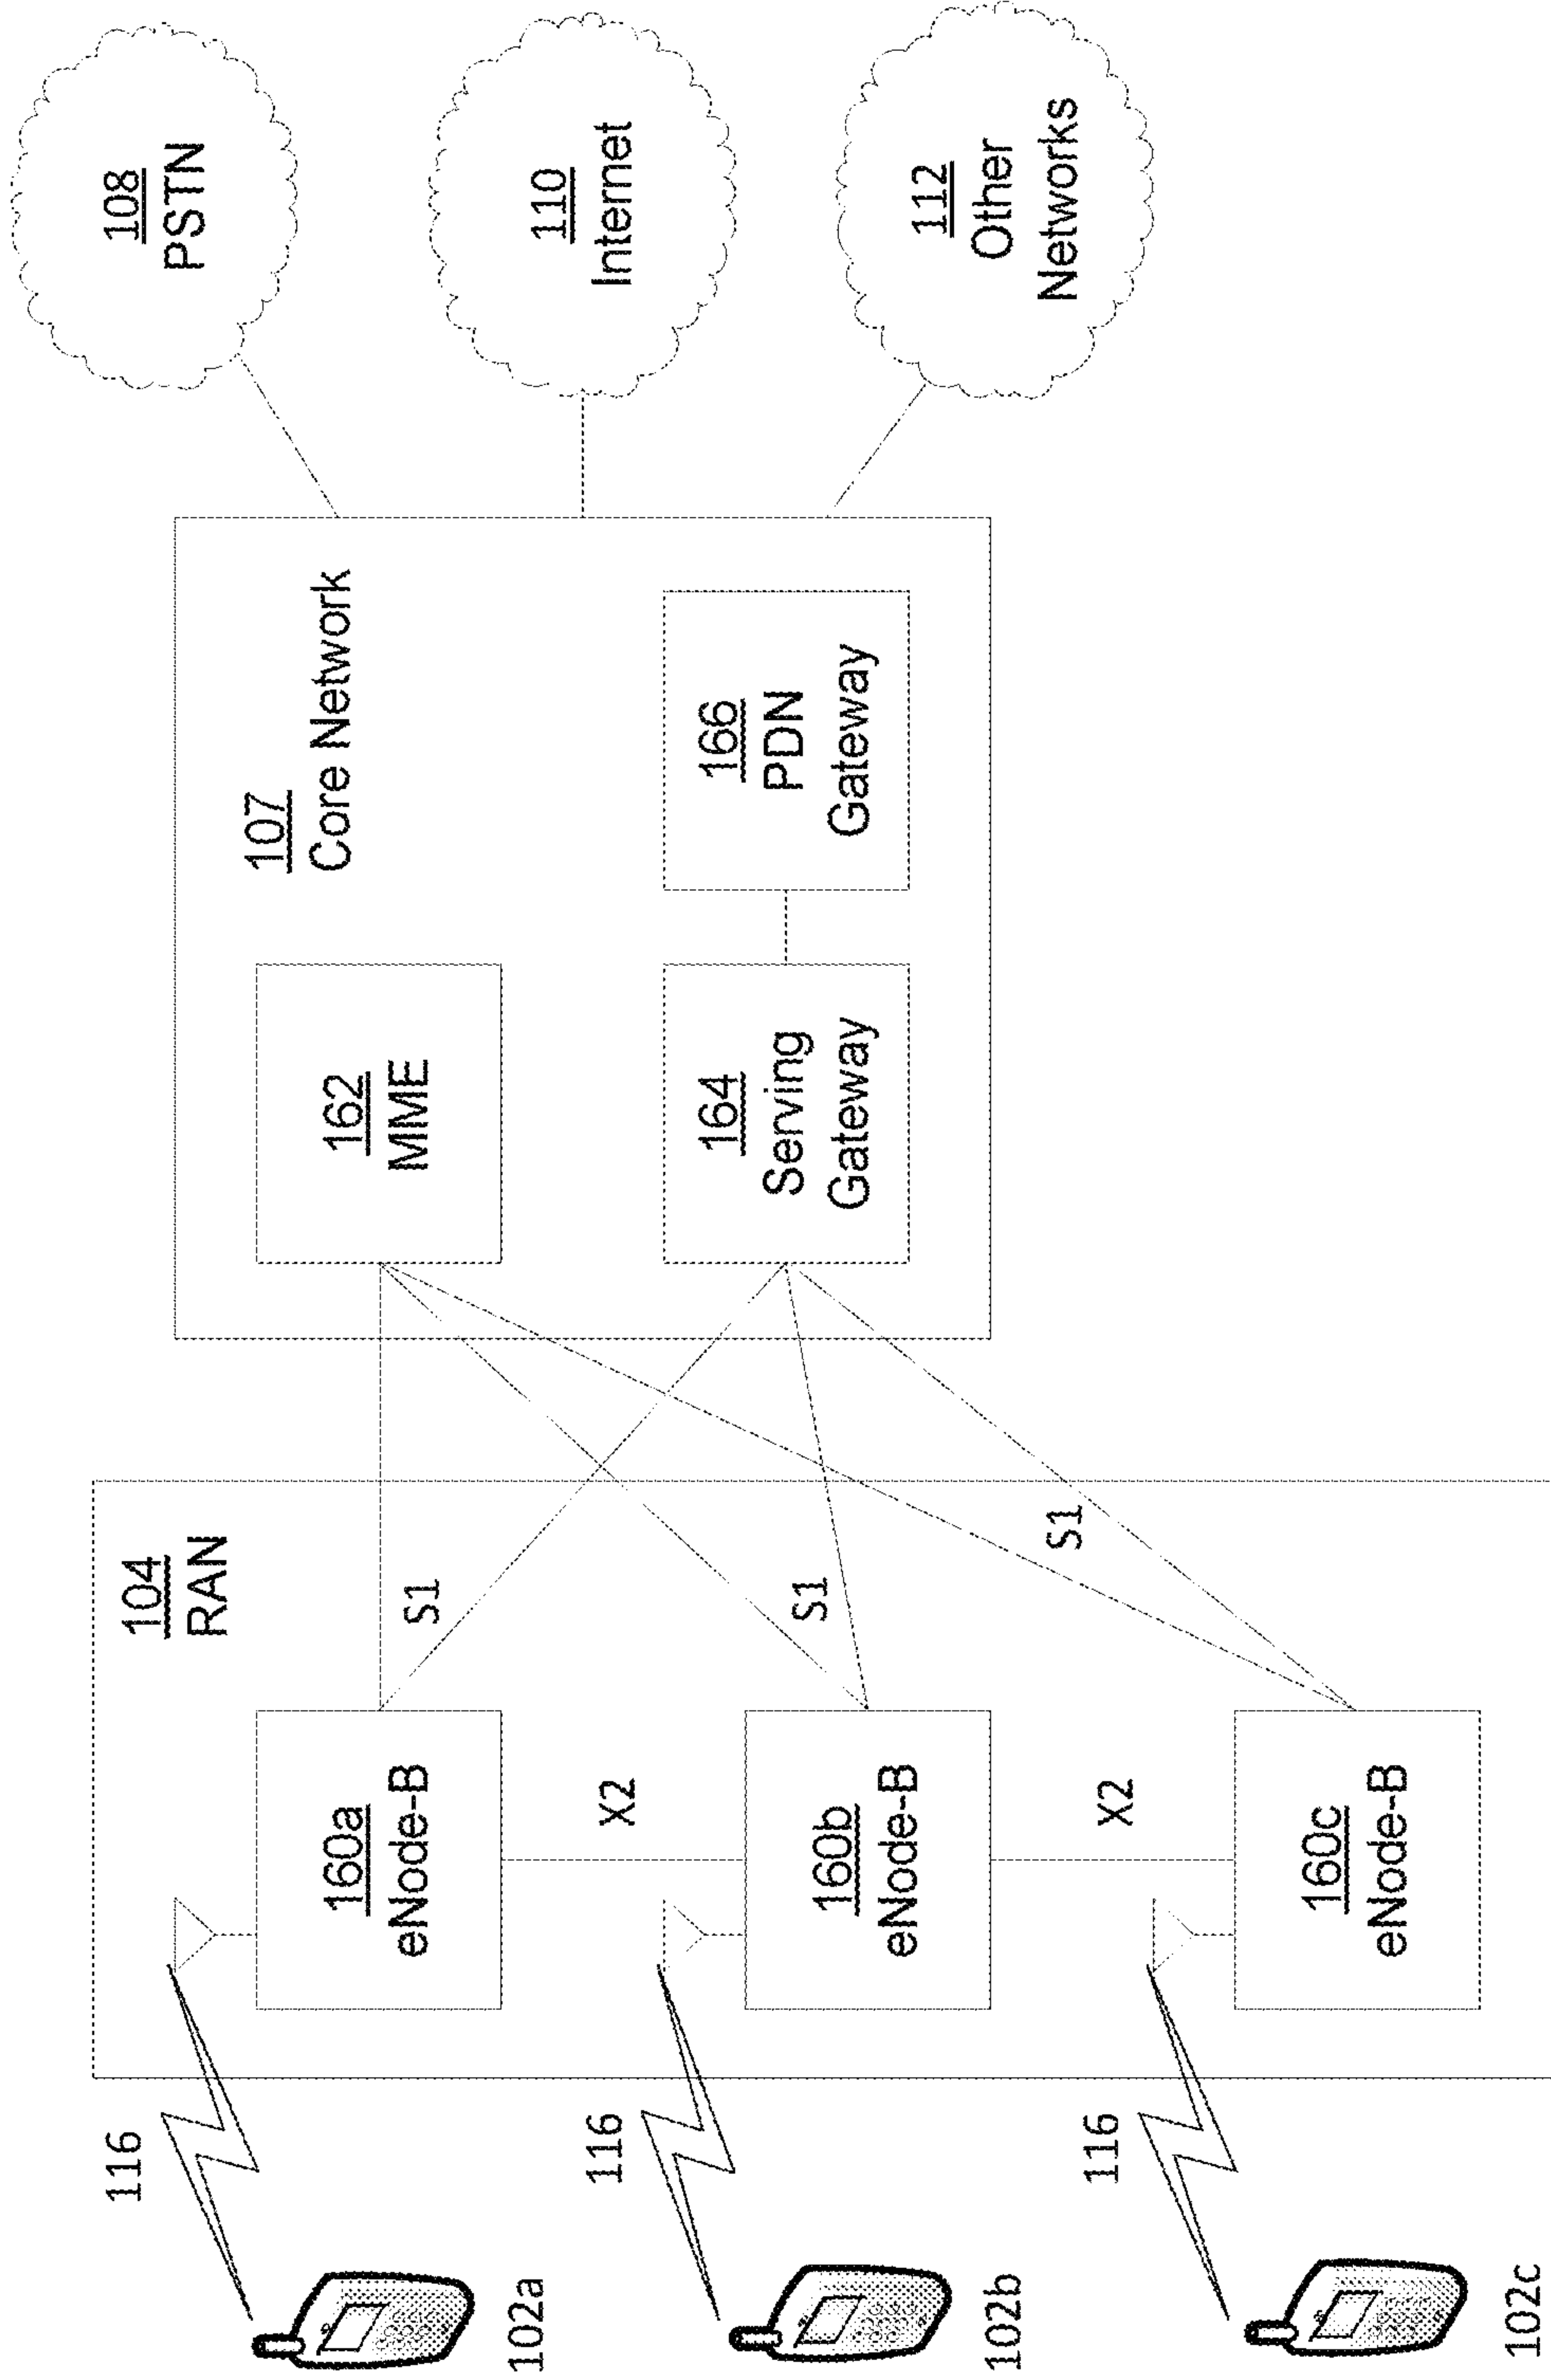 116
102a
116
102b
116
102c
104
RAN
160a
eNode-B
X2
160b
eNode-B
X2
160c
eNode-B
S1
S1
S1
107
Core Network
162
MME
164
Serving
Gateway
166
PDN
Gateway
108
PSTN
110
Internet
112
Other
Networks